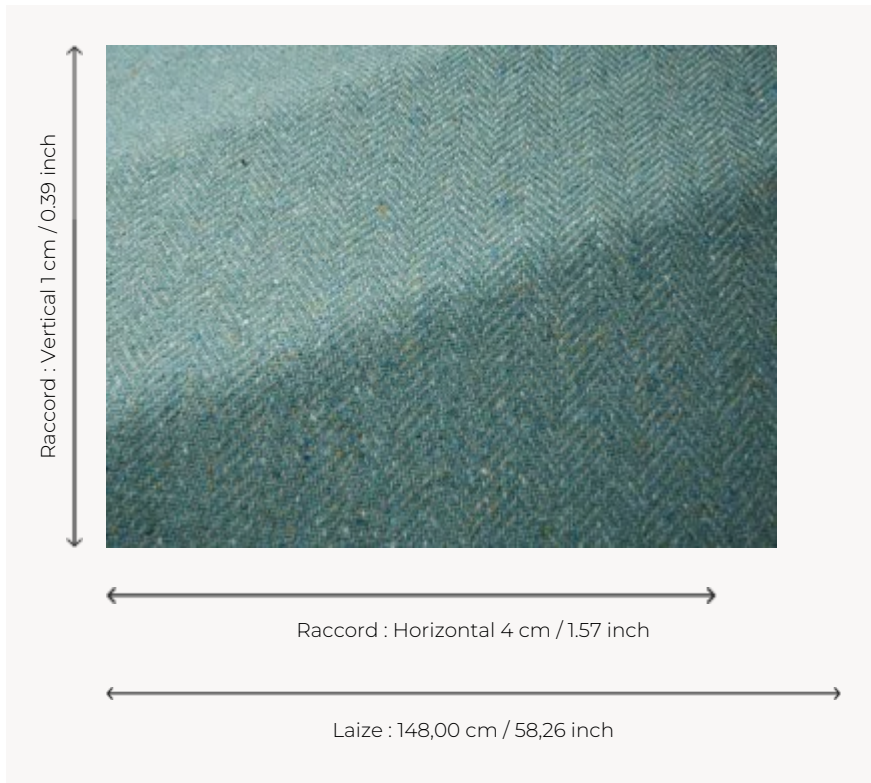 Raccord : Vertical 1 cm / 0.39 inch
Raccord : Horizontal 4 cm / 1.57 inch
Laize : 148,00 cm / 58,26 inch